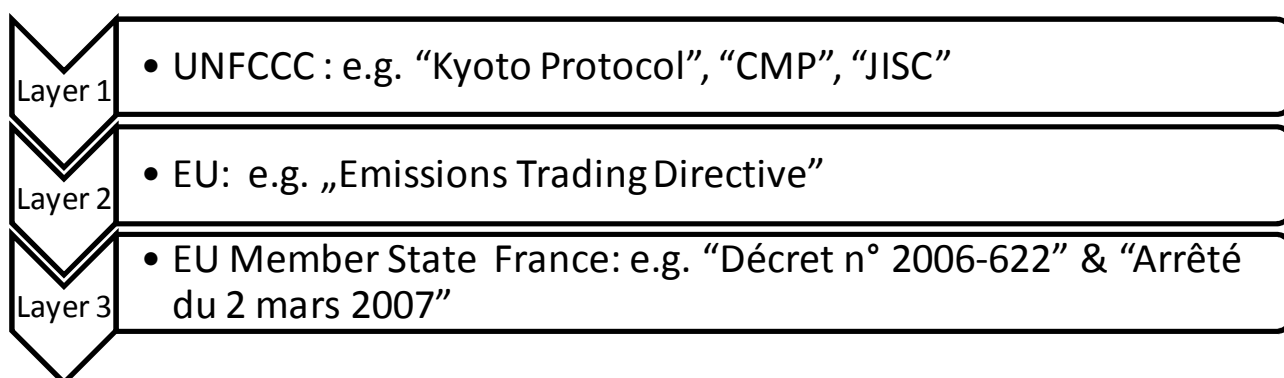 Layer 1
• UNFCCC : e.g. “Kyoto Protocol”, “CMP”, “JISC”
Layer 2
• EU: e.g. „Emissions Trading Directive”
Layer 3
• EU Member State France: e.g. “Décret n° 2006-622” & “Arrêté
du 2 mars 2007”